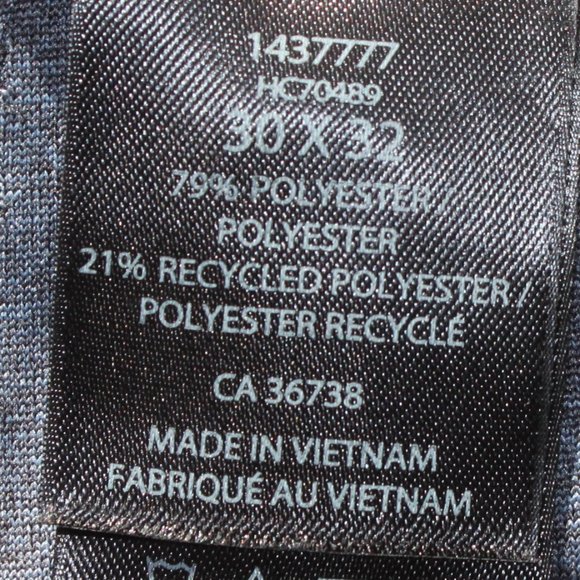 1437777
HC70489
30 X 32
79% POLYESTER /
POLYESTER
21% RECYCLED POLYESTER /
POLYESTER RECYCLÉ
CA 36738
MADE IN VIETNAM
FABRIQUÉ AU VIETNAM